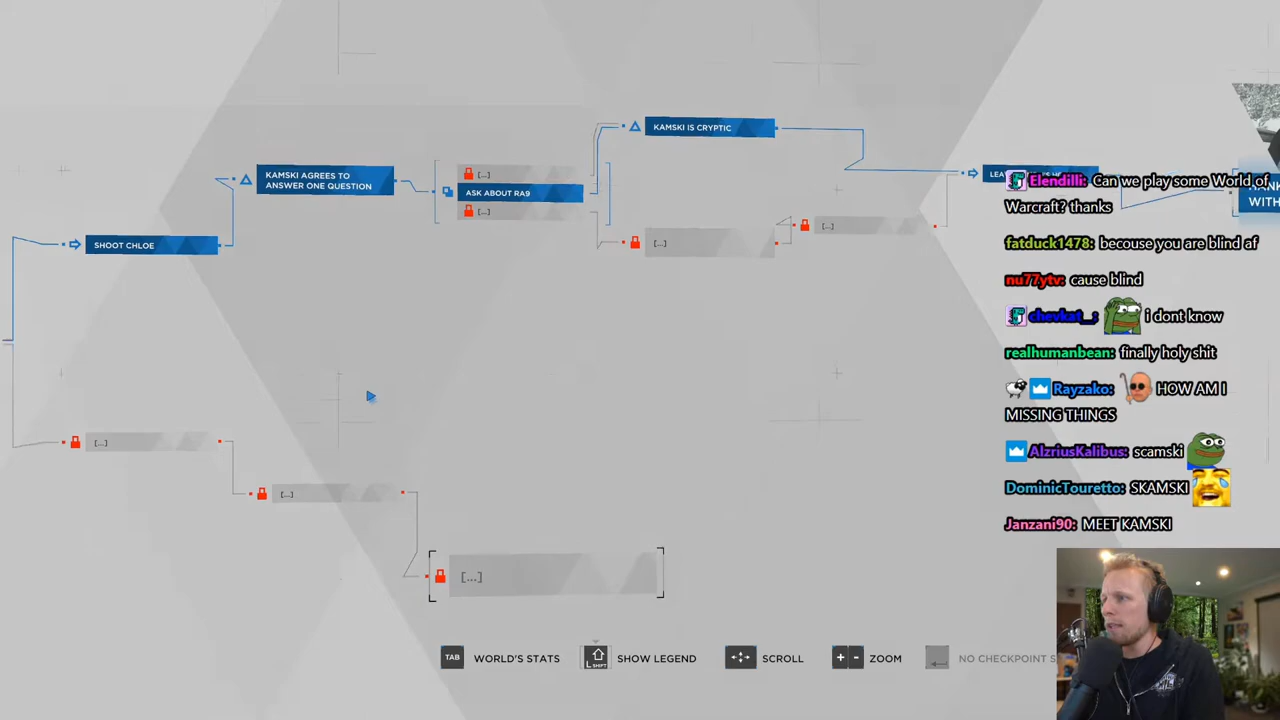 KAMSKI IS CRYPTIC
KAMSKI AGREES TO
ANSWER ONE QUESTION
[...]
ASK ABOUT RA9
[...]
SHOOT CHLOE
[...]
[...]
[...]
[...]
[...]
WITH
Elendilli: Can we play some World of
Warcraft? thanks
fatduck1478: becouse you are blind af
nu77ytv: cause blind
chevkat__: i dont know
realhumanbean: finally holy shit
Rayzako: HOW AM I
MISSING THINGS
AlzriusKalibus: scamski
DominicTouretto: SKAMSKI
Janzani90: MEET KAMSKI
TAB WORLD'S STATS
L SHIFT SHOW LEGEND
SCROLL
+ - ZOOM
NO CHECKPOINT S